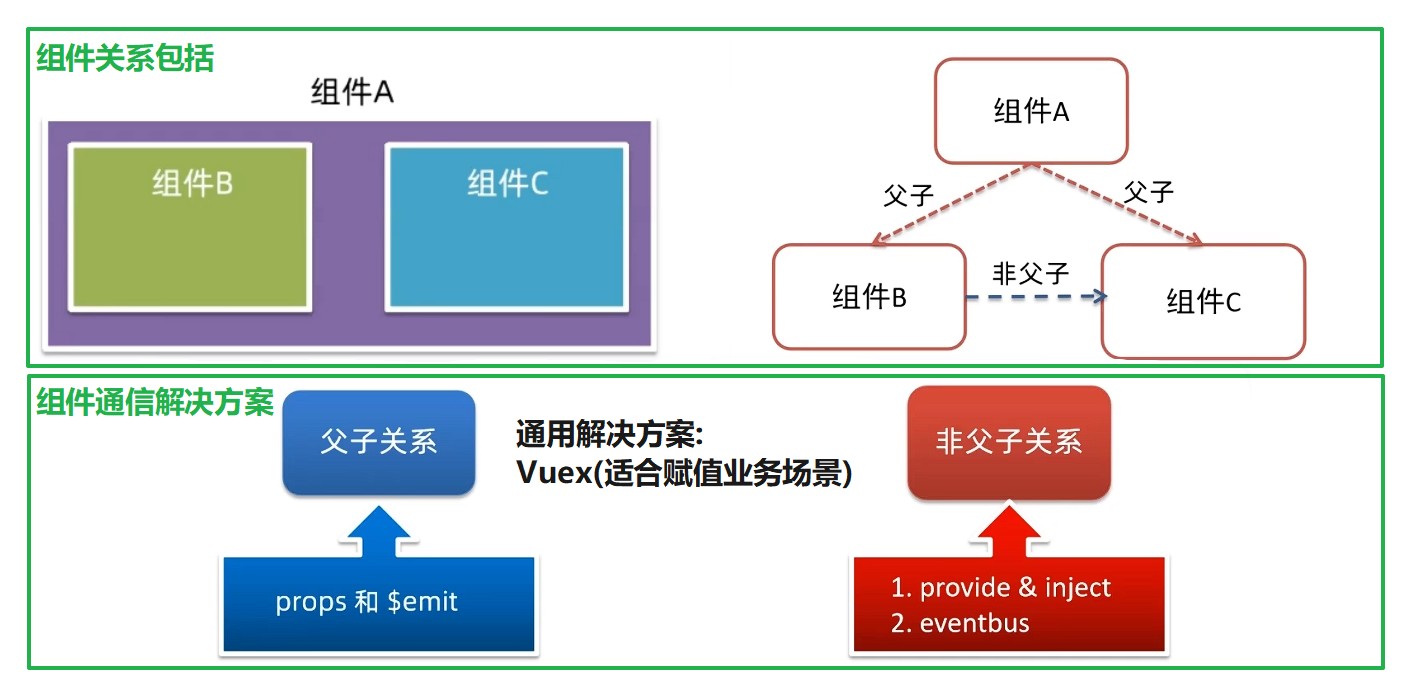 组件关系包括
组件A
组件B
组件C
组件A
父子
父子
组件B
非父子
组件C
组件通信解决方案
父子关系
通用解决方案:
Vuex(适合赋值业务场景)
非父子关系
props 和 $emit
1. provide & inject
2. eventbus